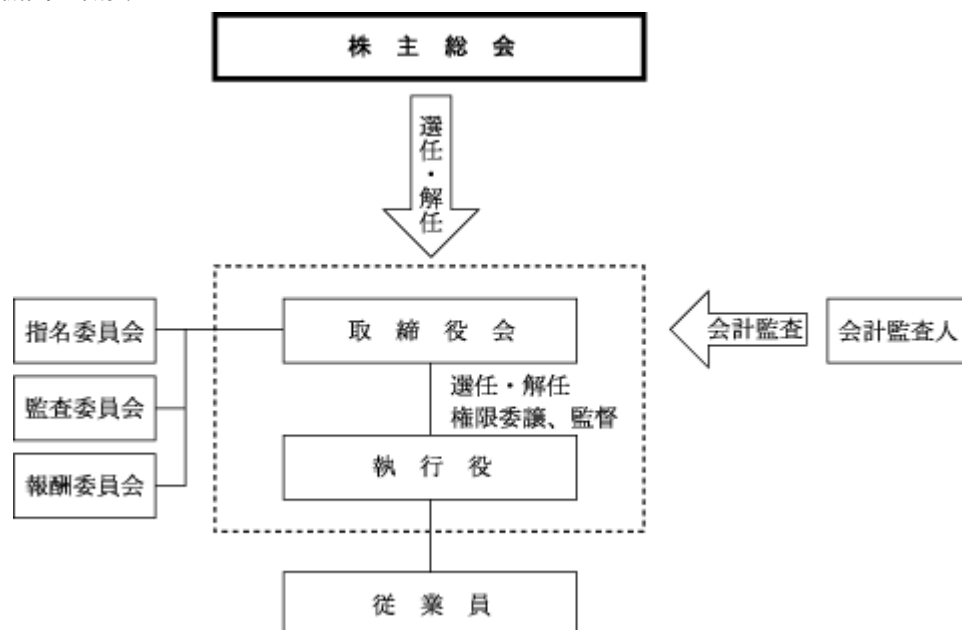 株主総会
選任・解任
指名委員会
取締役会
会計監査
会計監査人
監査委員会
選任・解任
権限委譲、監督
報酬委員会
執行役
従業員